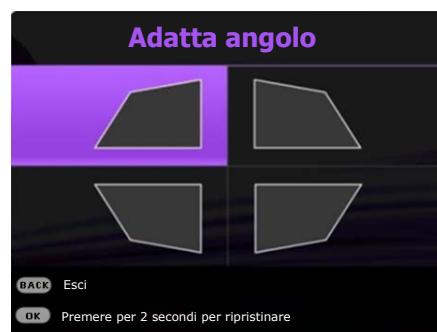 Adatta angolo
BACK Esci
OK Premere per 2 secondi per ripristinare